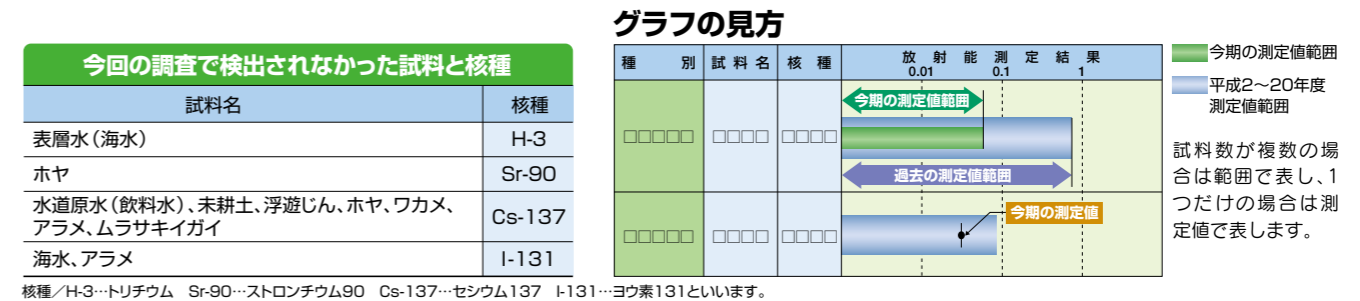 今回の調査で検出されなかった試料と核種
試料名 核種
表層水(海水) H-3
ホヤ Sr-90
水道原水(飲料水)、未耕土、浮遊じん、ホヤ、ワカメ、
アラメ、ムラサキイガイ Cs-137
海水、アラメ I-131
核種/H-3…トリチウム Sr-90…ストロンチウム90 Cs-137…セシウム137 I-131…ヨウ素131といいます。
グラフの見方
種別 試料名 核種 放射能測定結果
0.01 0.1 1
今期の測定値範囲
□□□□□ □□□□ □□□□
過去の測定値範囲
今期の測定値
□□□□□ □□□□ □□□□
今期の測定値範囲
平成2〜20年度
測定値範囲
試料数が複数の場
合は範囲で表し、1
つだけの場合は測
定値で表します。